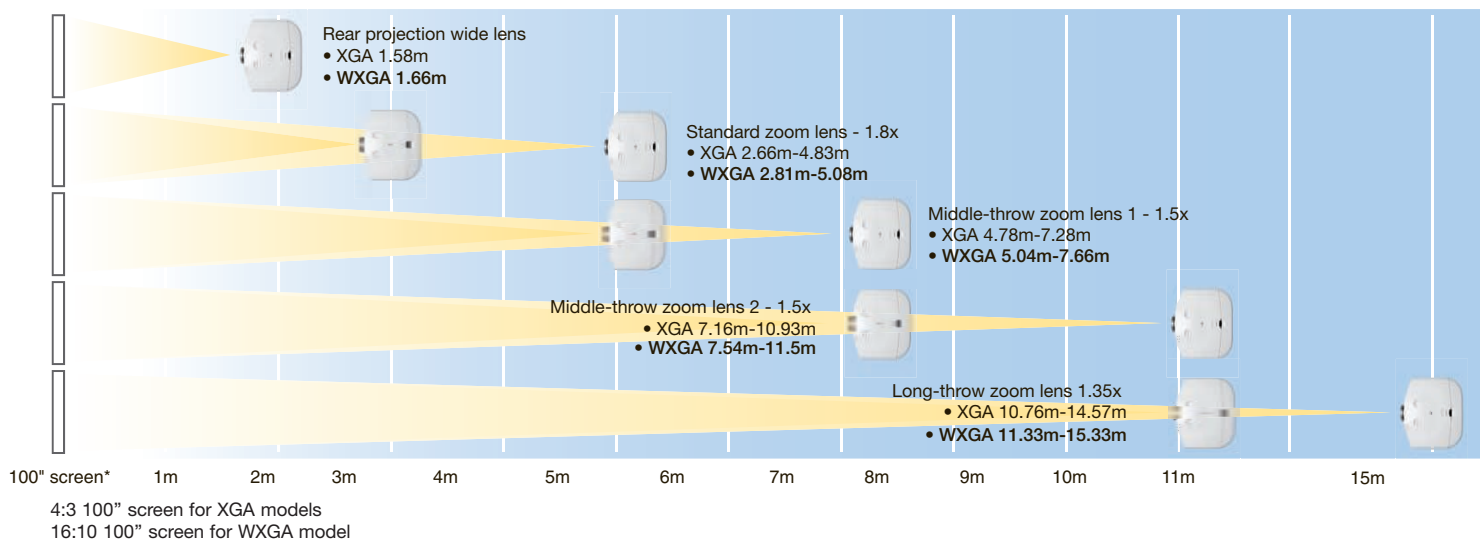 Rear projection wide lens
• XGA 1.58m
• WXGA 1.66m
Standard zoom lens - 1.8x
• XGA 2.66m-4.83m
• WXGA 2.81m-5.08m
Middle-throw zoom lens 1 - 1.5x
• XGA 4.78m-7.28m
• WXGA 5.04m-7.66m
Middle-throw zoom lens 2 - 1.5x
• XGA 7.16m-10.93m
• WXGA 7.54m-11.5m
Long-throw zoom lens 1.35x
• XGA 10.76m-14.57m
• WXGA 11.33m-15.33m
100" screen* 1m 2m 3m 4m 5m 6m 7m 8m 9m 10m 11m 15m
4:3 100” screen for XGA models
16:10 100” screen for WXGA model